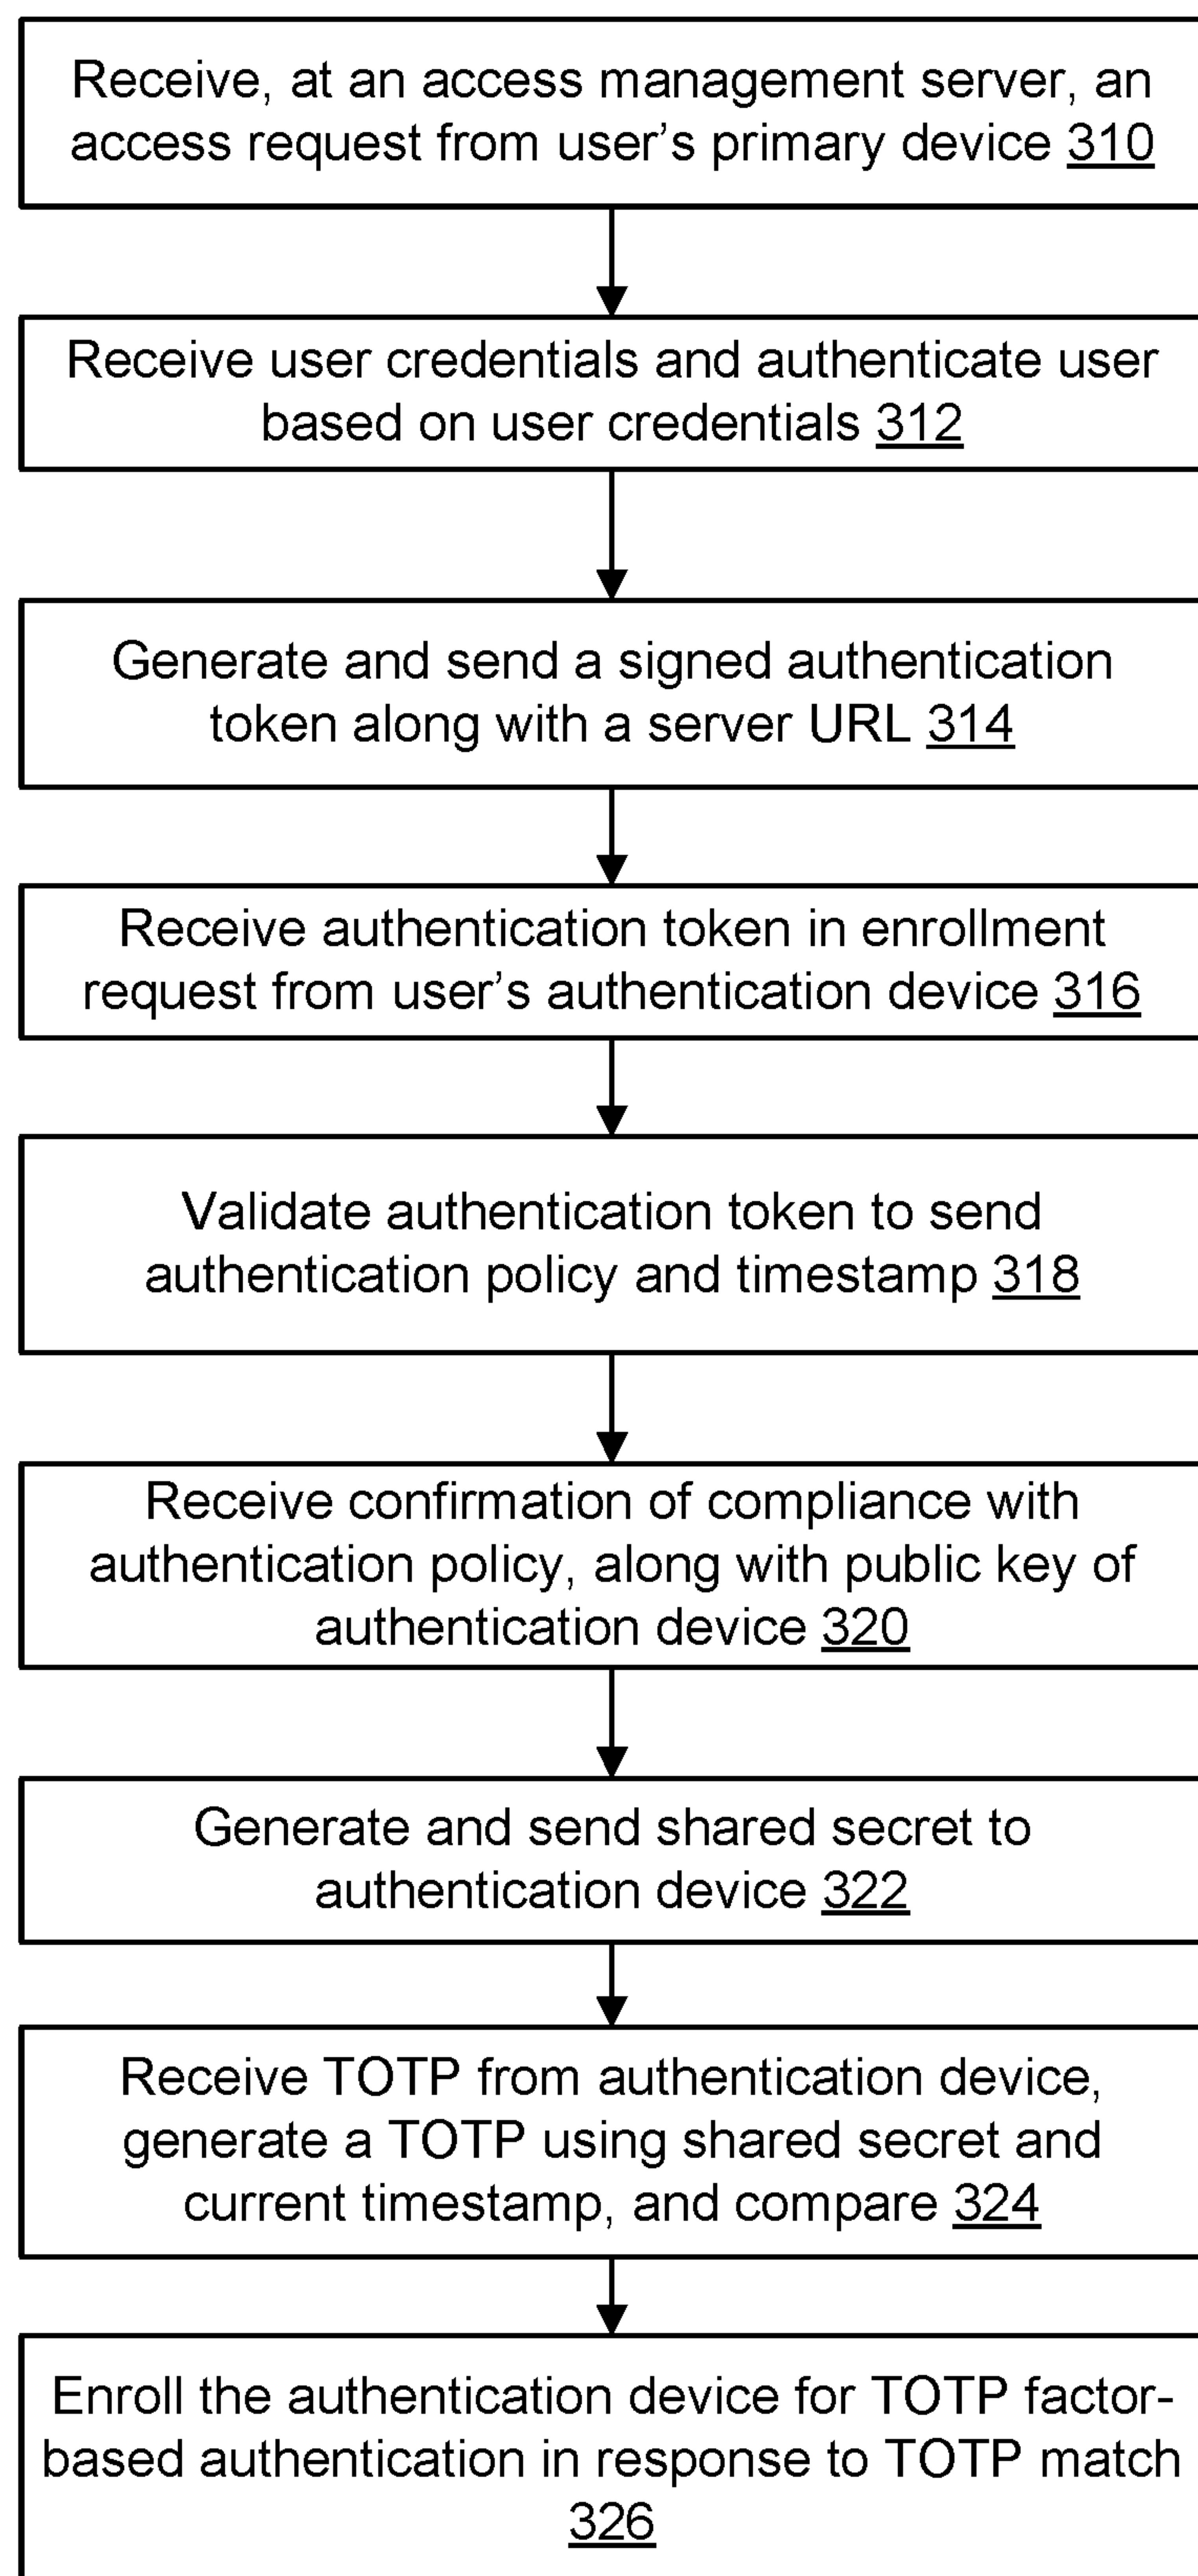 Receive, at an access management server, an
access request from user’s primary device 310
Receive user credentials and authenticate user
based on user credentials 312
Generate and send a signed authentication
token along with a server URL 314
Receive authentication token in enrollment
request from user’s authentication device 316
Validate authentication token to send
authentication policy and timestamp 318
Receive confirmation of compliance with
authentication policy, along with public key of
authentication device 320
Generate and send shared secret to
authentication device 322
Receive TOTP from authentication device,
generate a TOTP using shared secret and
current timestamp, and compare 324
Enroll the authentication device for TOTP factor-
based authentication in response to TOTP match
326